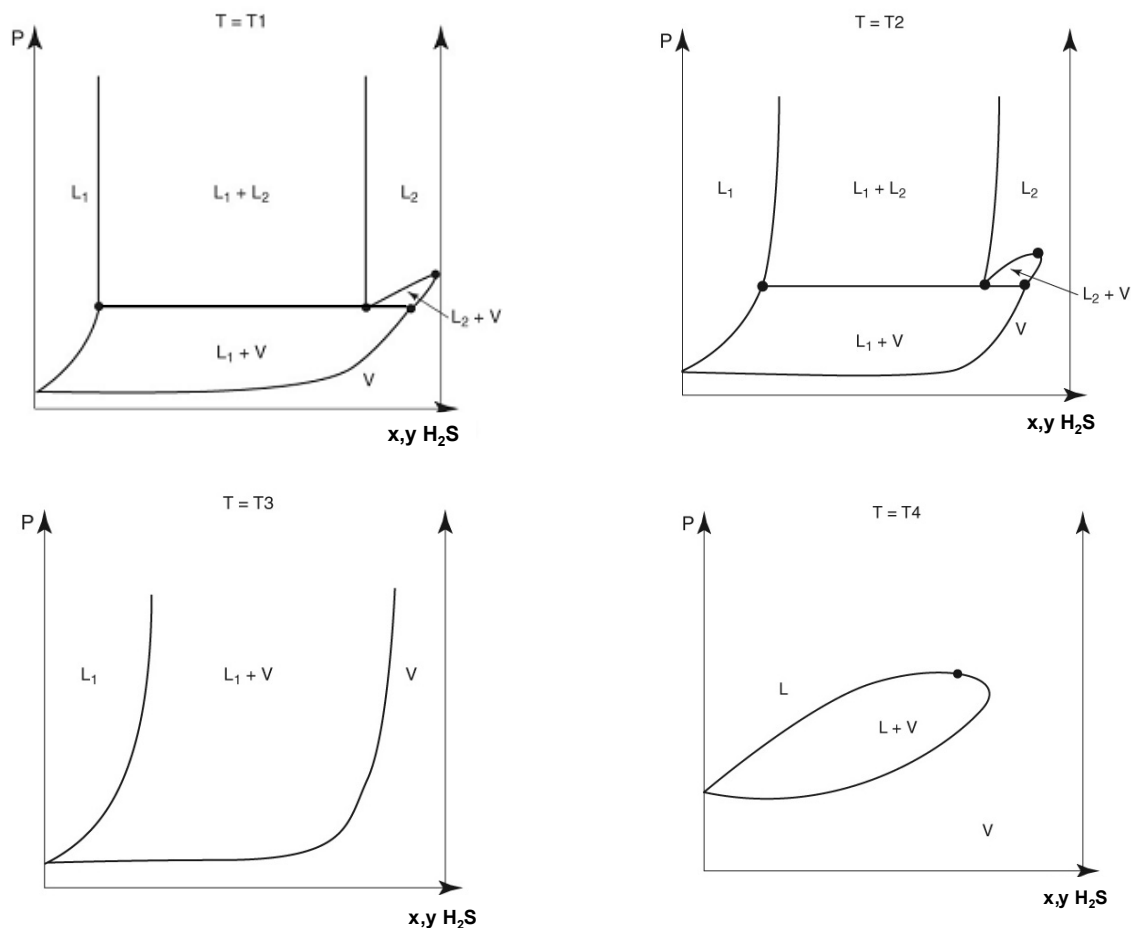 T = T1
P
L₁
L₁ + L₂
L₂
L₂ + V
L₁ + V
V
x,y H₂S
T = T2
P
L₁
L₁ + L₂
L₂
L₂ + V
L₁ + V
V
x,y H₂S
T = T3
P
L₁
L₁ + V
V
x,y H₂S
T = T4
P
L
L + V
V
x,y H₂S